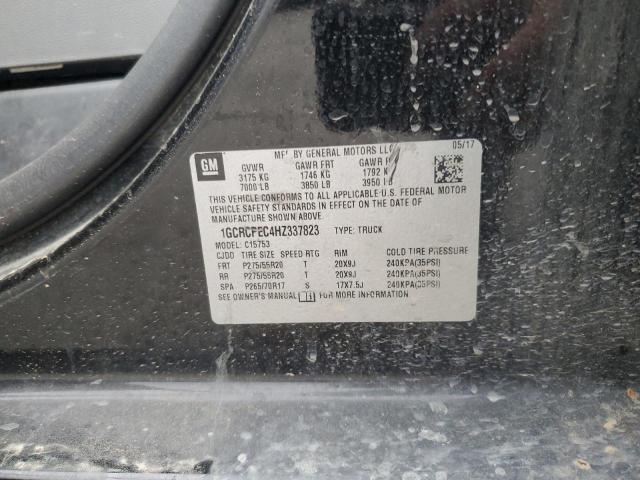 GM
MFD BY GENERAL MOTORS LLC
05/17
GVWR GAWR FRT GAWR
3175 KG 1746 KG 1792
7000 LB 3850 LB 3950 LB
THIS VEHICLE CONFORMS TO ALL APPLICABLE U.S. FEDERAL MOTOR
VEHICLE SAFETY STANDARDS IN EFFECT ON THE DATE OF
MANUFACTURE SHOWN ABOVE.
1GCRCPEC4HZ337823 TYPE: TRUCK
MODEL: C15753
CJDD TIRE SIZE SPEED RTG RIM COLD TIRE PRESSURE
FRT P275/55R20 T 20X9J 240KPA(35PSI)
RR P275/55R20 T 20X9J 240KPA(35PSI)
SPA P265/70R17 S 17X7.5J 240KPA(35PSI)
SEE OWNER'S MANUAL FOR MORE INFORMATION